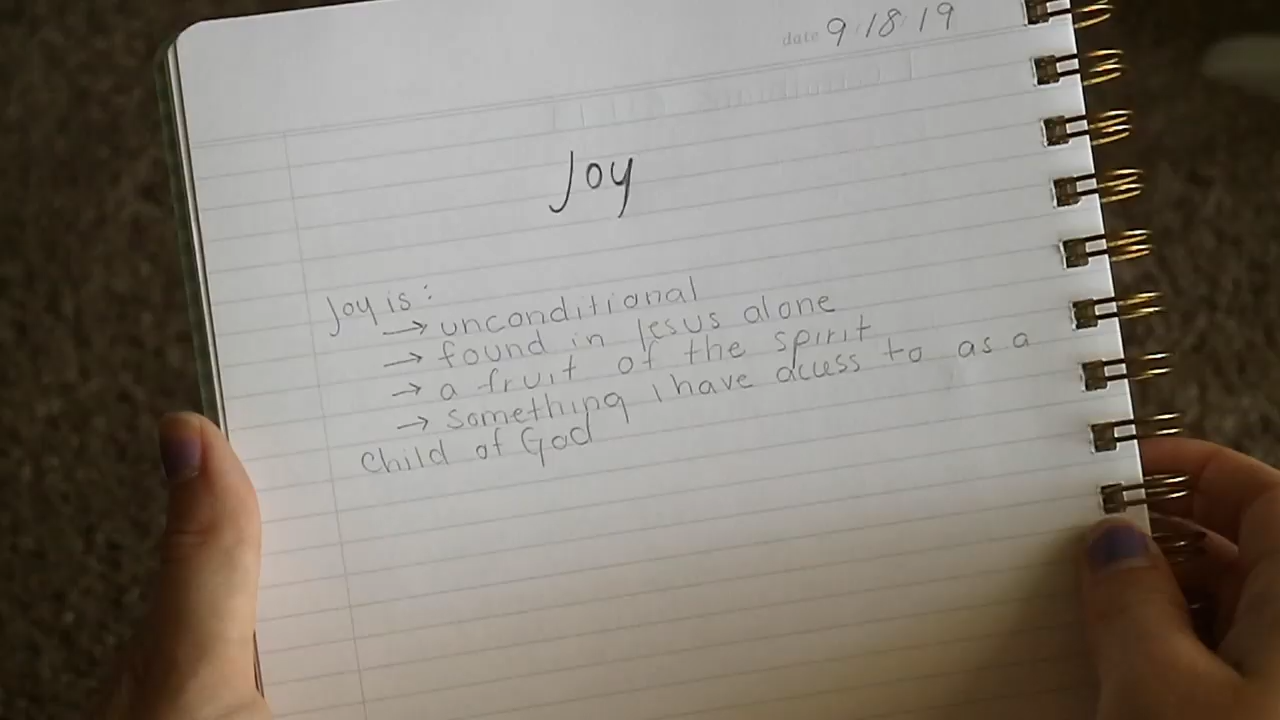 date 9/18/19
Joy
Joy is:
→ unconditional
→ found in Jesus alone
→ a fruit of the spirit
→ something I have access to as a
Child of God